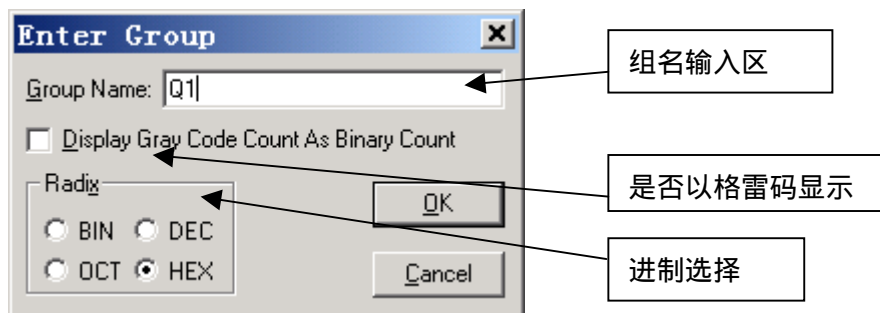 Enter Group
Group Name: Q1
组名输入区
Display Gray Code Count As Binary Count
是否以格雷码显示
Radix
BIN DEC
OCT HEX
OK
Cancel
进制选择